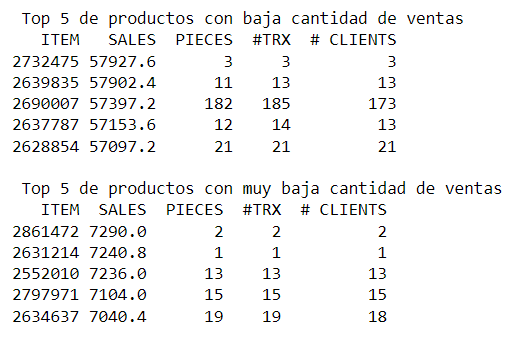 Top 5 de productos con baja cantidad de ventas
ITEM SALES PIECES #TRX # CLIENTS
2732475 57927.6 3 3 3
2639835 57902.4 11 13 13
2690007 57397.2 182 185 173
2637787 57153.6 12 14 13
2628854 57097.2 21 21 21
Top 5 de productos con muy baja cantidad de ventas
ITEM SALES PIECES #TRX # CLIENTS
2861472 7290.0 2 2 2
2631214 7240.8 1 1 1
2552010 7236.0 13 13 13
2797971 7104.0 15 15 15
2634637 7040.4 19 19 18